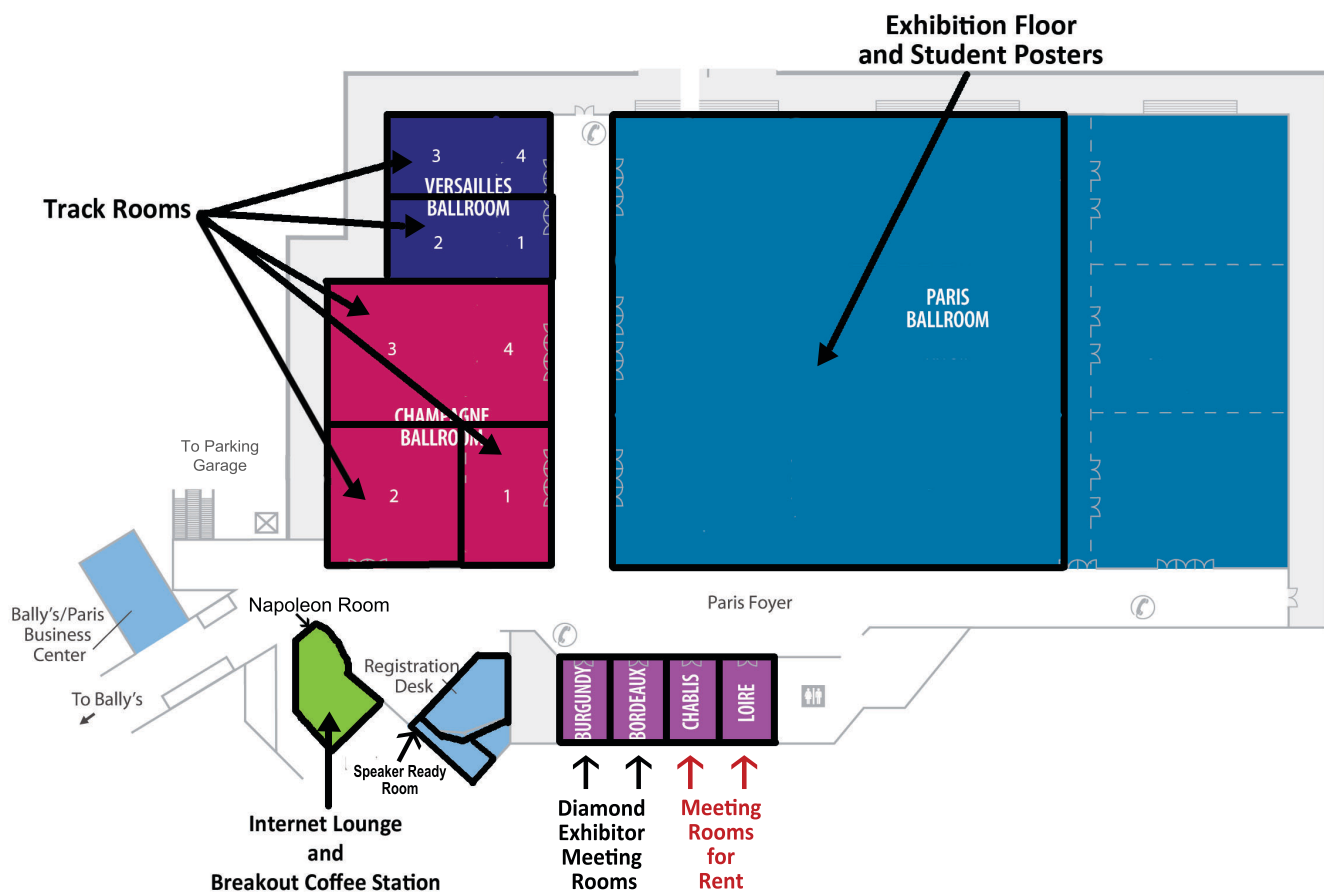 Exhibition Floor
and Student Posters
3
4
VERSAILLES
BALLROOM
2
1
Track Rooms
PARIS
BALLROOM
3
4
CHAMPAGNE
BALLROOM
2
1
To Parking
Garage
Napoleon Room
Paris Foyer
Bally's/Paris
Business
Center
Registration
Desk
To Bally's
BURGUNDY
BORDEAUX
CHABLIS
LOIRE
Speaker Ready
Room
Internet Lounge
and
Breakout Coffee Station
Diamond
Exhibitor
Meeting
Rooms
Meeting
Rooms
for
Rent